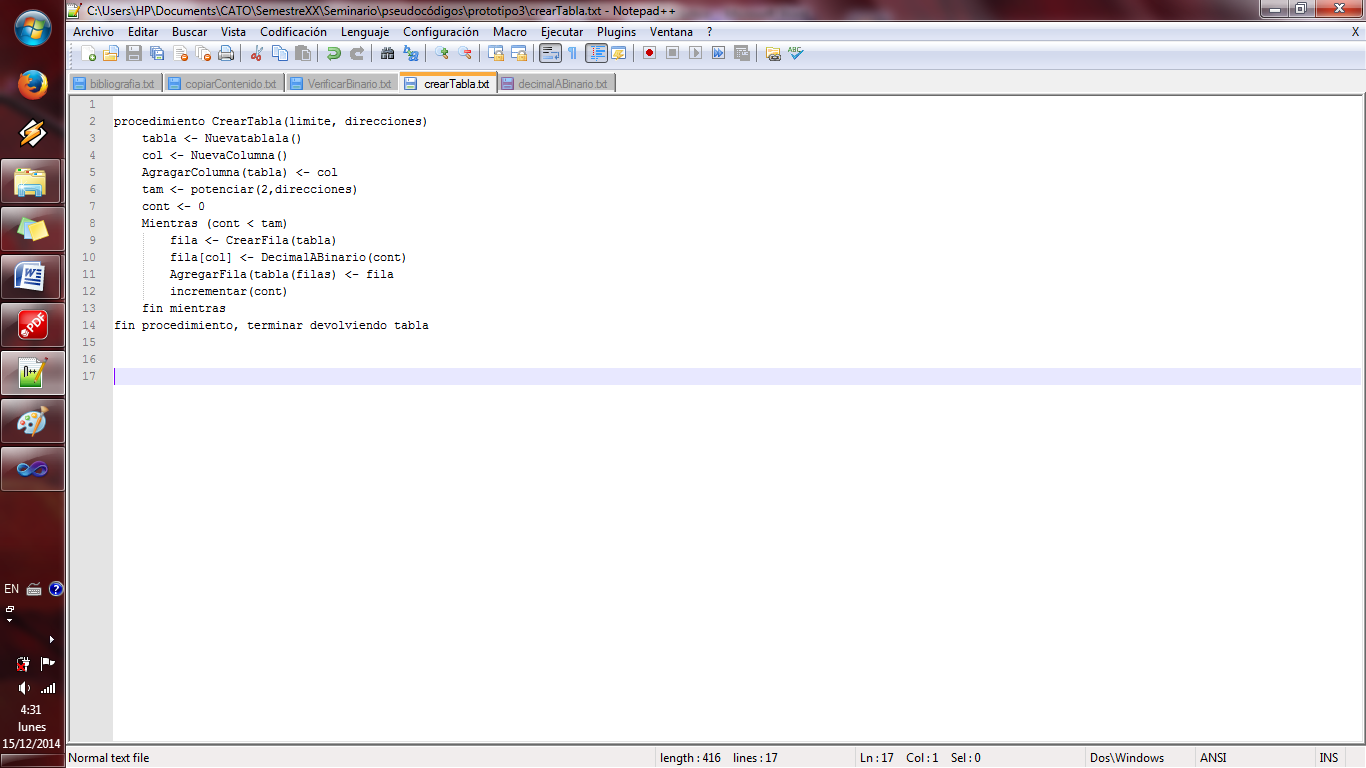 C:\Users\HP\Documents\CATO\SemestreXX\Seminario\pseudocódigos\prototipo3\crearTabla.txt - Notepad++
Archivo Editar Buscar Vista Codificación Lenguaje Configuración Macro Ejecutar Plugins Ventana ? X
bibliografia.txt copiarContenido.txt VerificarBinario.txt crearTabla.txt decimalABinario.txt
1
2 procedimiento CrearTabla(limite, direcciones)
3 tabla <- Nuevatablala()
4 col <- NuevaColumna()
5 AgragarColumna(tabla) <- col
6 tam <- potenciar(2,direcciones)
7 cont <- 0
8 Mientras (cont < tam)
9 fila <- CrearFila(tabla)
10 fila[col] <- DecimalABinario(cont)
11 AgregarFila(tabla(filas) <- fila
12 incrementar(cont)
13 fin mientras
14 fin procedimiento, terminar devolviendo tabla
15
16
17
EN
4:31
lunes
15/12/2014
Normal text file length : 416 lines : 17 Ln : 17 Col : 1 Sel : 0 Dos\Windows ANSI INS